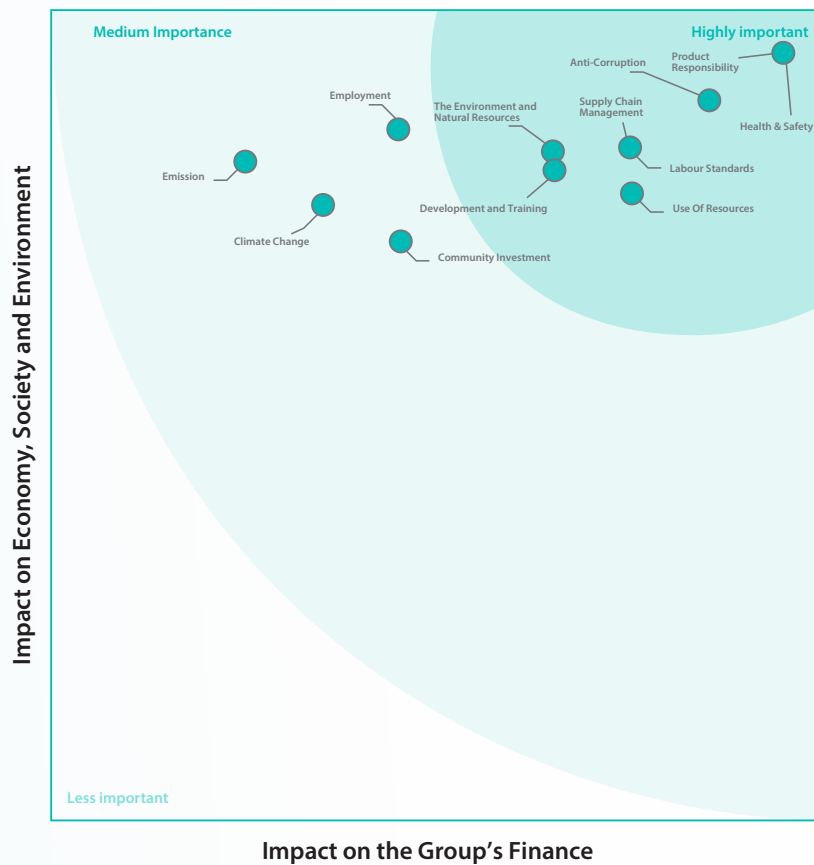 Medium Importance
Highly important
Product
Responsibility
Anti-Corruption
Employment
The Environment and
Natural Resources
Supply Chain
Management
Health & Safety
Emission
Labour Standards
Development and Training
Use Of Resources
Climate Change
Community Investment
Impact on Economy, Society and Environment
Less important
Impact on the Group's Finance